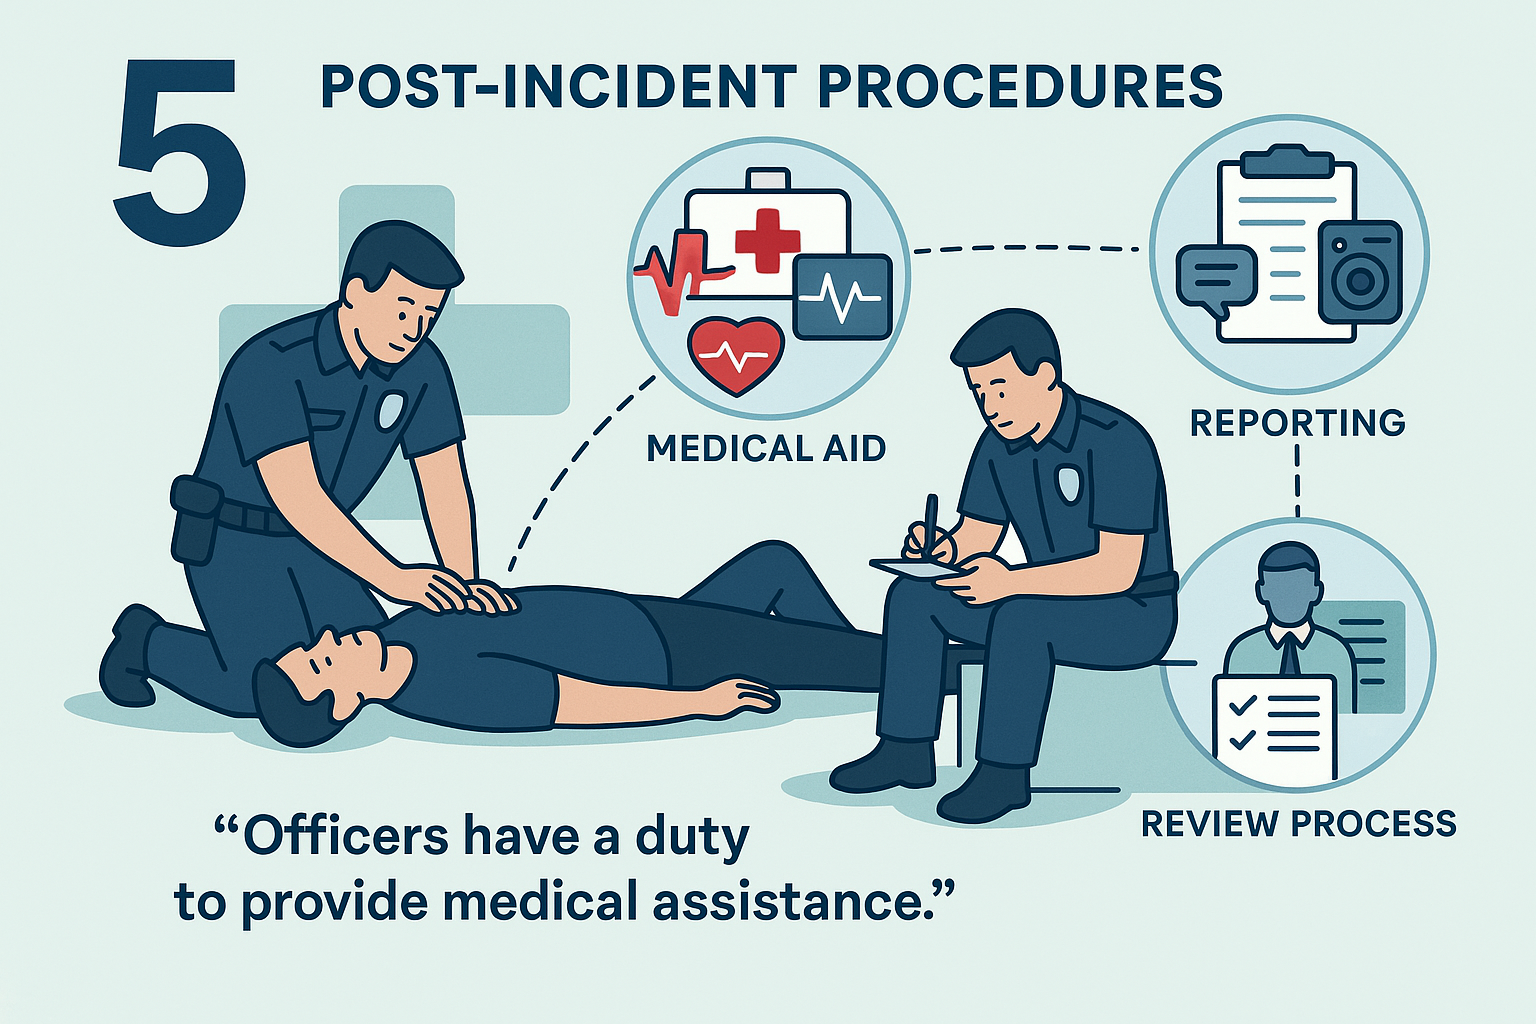 5
POST-INCIDENT PROCEDURES
MEDICAL AID
REPORTING
REVIEW PROCESS
“Officers have a duty
to provide medical assistance.”